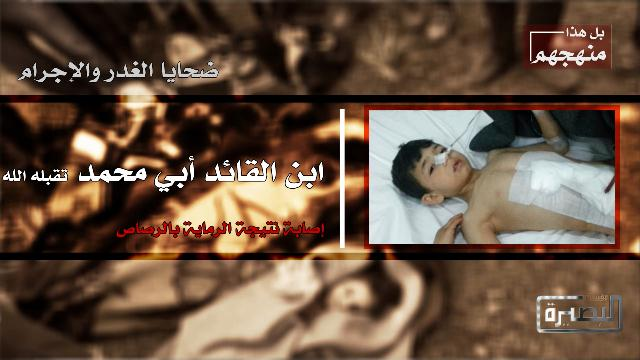 بل هذا
منهجهم
ضحايا الغدر والإجرام
ابن القائد أبي محمد تقبله الله
إصابة نتيجة الرماية بالرصاص
البصيرة